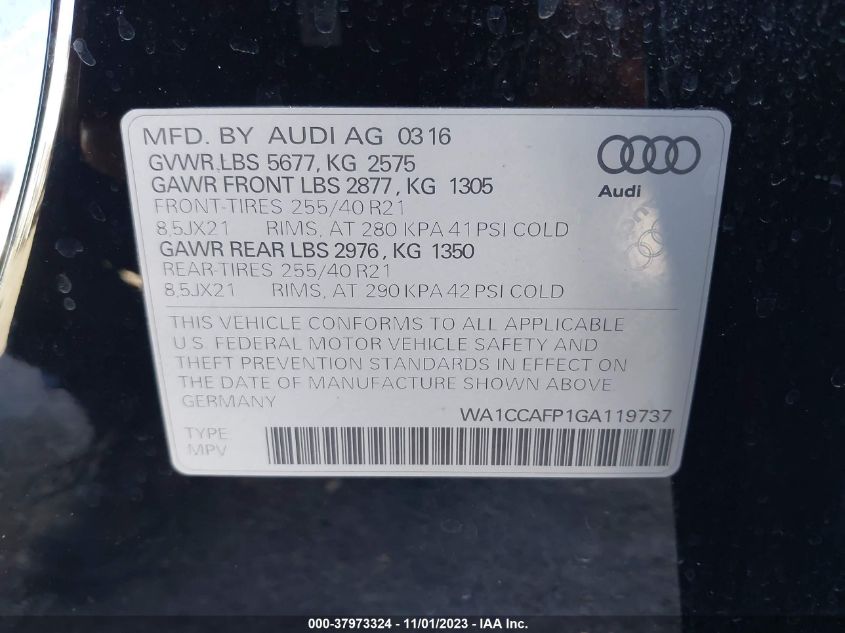 MFD. BY AUDI AG 0316
GVWR LBS 5677, KG 2575
GAWR FRONT LBS 2877, KG 1305
FRONT-TIRES 255/40 R21
8,5JX21 RIMS, AT 280 KPA 41 PSI COLD
GAWR REAR LBS 2976, KG 1350
REAR-TIRES 255/40 R21
8,5JX21 RIMS, AT 290 KPA 42 PSI COLD
Audi
THIS VEHICLE CONFORMS TO ALL APPLICABLE
U.S. FEDERAL MOTOR VEHICLE SAFETY AND
THEFT PREVENTION STANDARDS IN EFFECT ON
THE DATE OF MANUFACTURE SHOWN ABOVE
GERMANY
WA1CCAFP1GA119737
TYPE
MPV
000-37973324 - 11/01/2023 - IAA Inc.